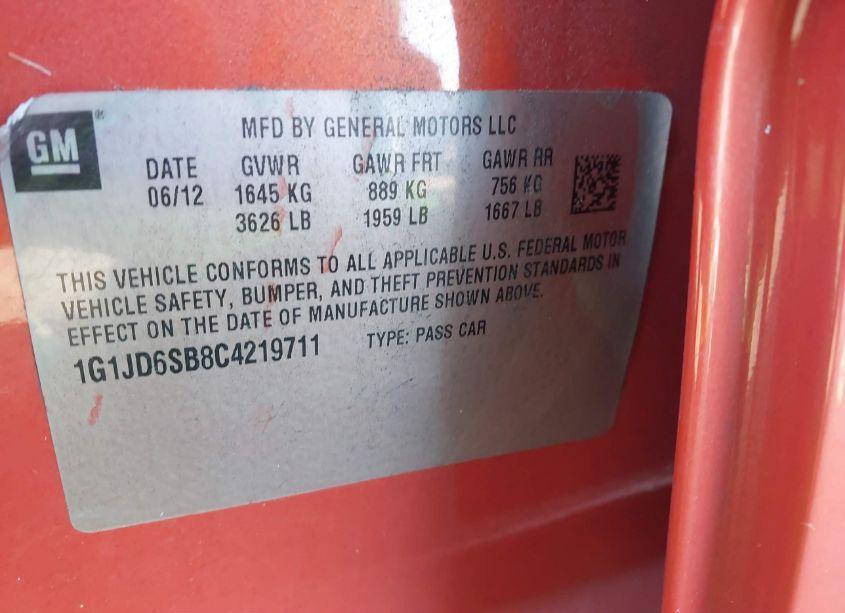 GM®
MFD BY GENERAL MOTORS LLC
DATE GVWR GAWR FRT GAWR RR
06/12 1645 KG 889 KG 756 KG
3626 LB 1959 LB 1667 LB
THIS VEHICLE CONFORMS TO ALL APPLICABLE U.S. FEDERAL MOTOR
VEHICLE SAFETY, BUMPER, AND THEFT PREVENTION STANDARDS IN
EFFECT ON THE DATE OF MANUFACTURE SHOWN ABOVE.
1G1JD6SB8C4219711 TYPE: PASS CAR